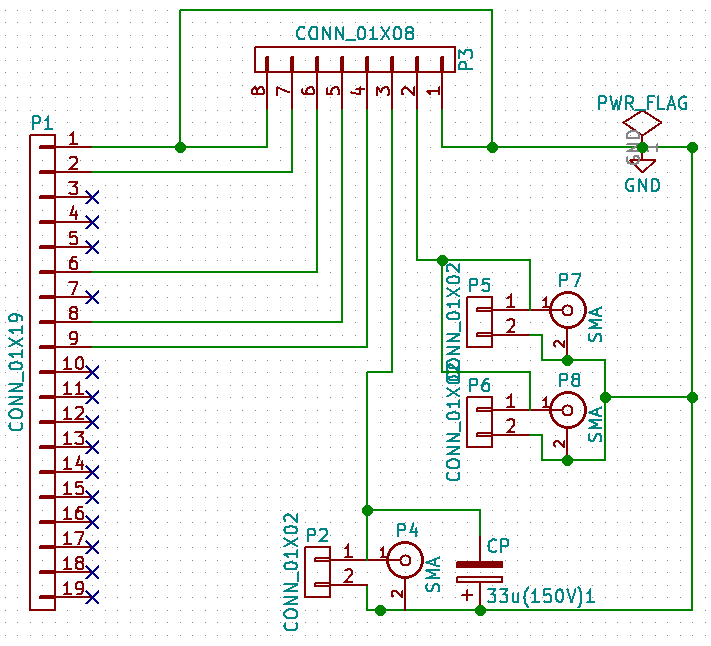 CONN_01X08
P3
8 7 6 5 4 3 2 1
PWR_FLAG
GND 1
GND
P1
CONN_01X19
1
2
3
4
5
6
7
8
9
10
11
12
13
14
15
16
17
18
19
P5
CONN_01X02
1
2
P7
1
2
SMA
P6
CONN_01X02
1
2
P8
1
2
SMA
P2
CONN_01X02
1
2
P4
1
2
SMA
CP
+
33u(150V)1